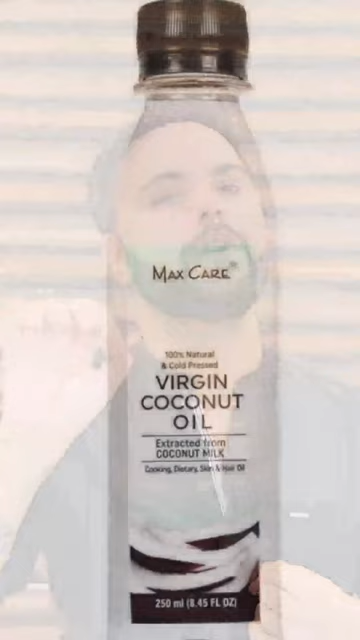 MAX CARE
100% Natural
& Cold Pressed
VIRGIN
COCONUT
OIL
Extracted from
COCONUT MILK
Cooking, Dietary, Skin & Hair Oil
250 ml (8.45 FL OZ)